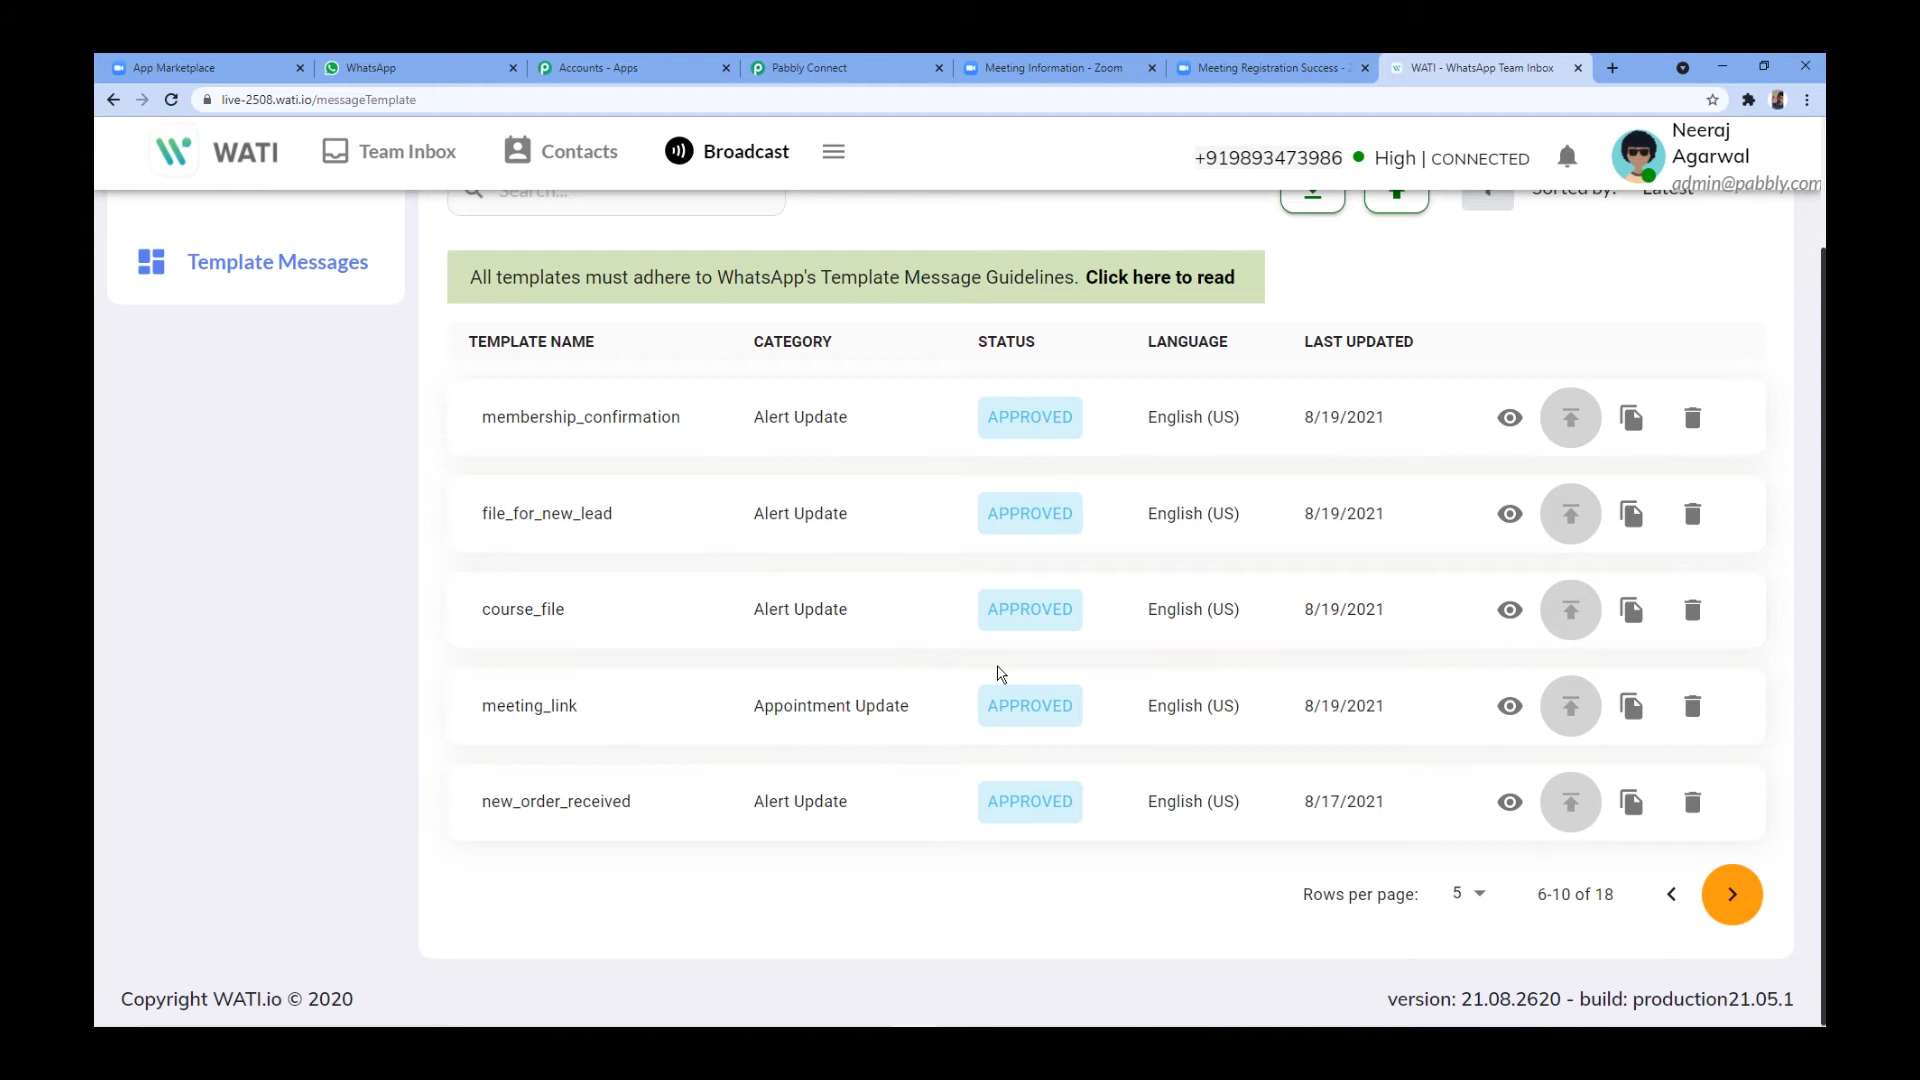 App Marketplace
WhatsApp
Accounts - Apps
Pabbly Connect
Meeting Information - Zoom
Meeting Registration Success -
WATI - WhatsApp Team Inbox
live-2508.wati.io/messageTemplate
WATI
Team Inbox
Contacts
Broadcast
+919893473986
High | CONNECTED
Neeraj
Agarwal
admin@pabbly.com
Search...
Sorted by:
Latest
Template Messages
All templates must adhere to WhatsApp's Template Message Guidelines. Click here to read
TEMPLATE NAME CATEGORY STATUS LANGUAGE LAST UPDATED
membership_confirmation Alert Update APPROVED English (US) 8/19/2021
file_for_new_lead Alert Update APPROVED English (US) 8/19/2021
course_file Alert Update APPROVED English (US) 8/19/2021
meeting_link Appointment Update APPROVED English (US) 8/19/2021
new_order_received Alert Update APPROVED English (US) 8/17/2021
Rows per page: 5 6-10 of 18
Copyright WATI.io © 2020
version: 21.08.2620 - build: production21.05.1